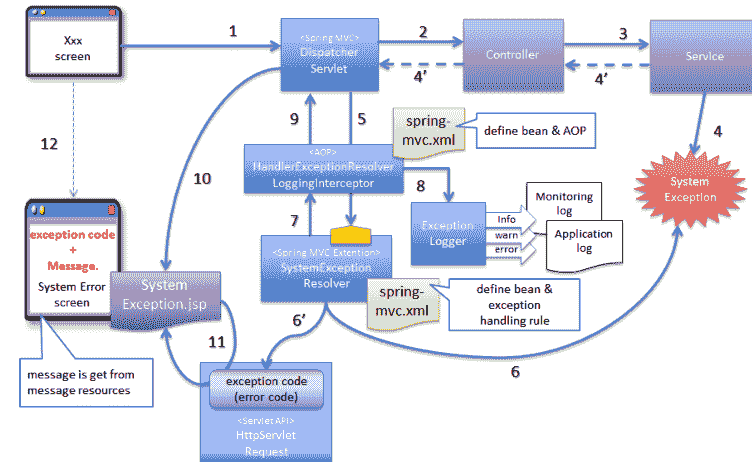 Xxx
screen
1
<Spring MVC>
Dispatcher
Servlet
2
4’
Controller
3
4’
Service
12
9
5
spring-
mvc.xml
define bean & AOP
4
10
<AOP>
HandlerExceptionResolver
LoggingInterceptor
8
System
Exception
Monitoring
log
Exception
Logger
Info
warn
error
Application
log
7
exception code
+
Message.
System Error
screen
System
Exception.jsp
<Spring MVC Extention>
SystemException
Resolver
spring-
mvc.xml
define bean &
exception
handling rule
6’
6
11
message is get from
message resources
exception code
(error code)
<Servlet API>
HttpServlet
Request